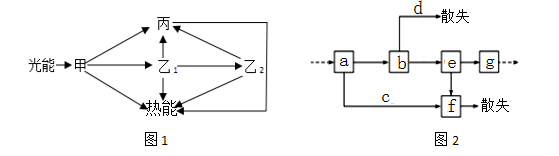 丙
光能 甲 乙1 乙2
热能
图1
d 散失
a b e g
c f 散失
图2